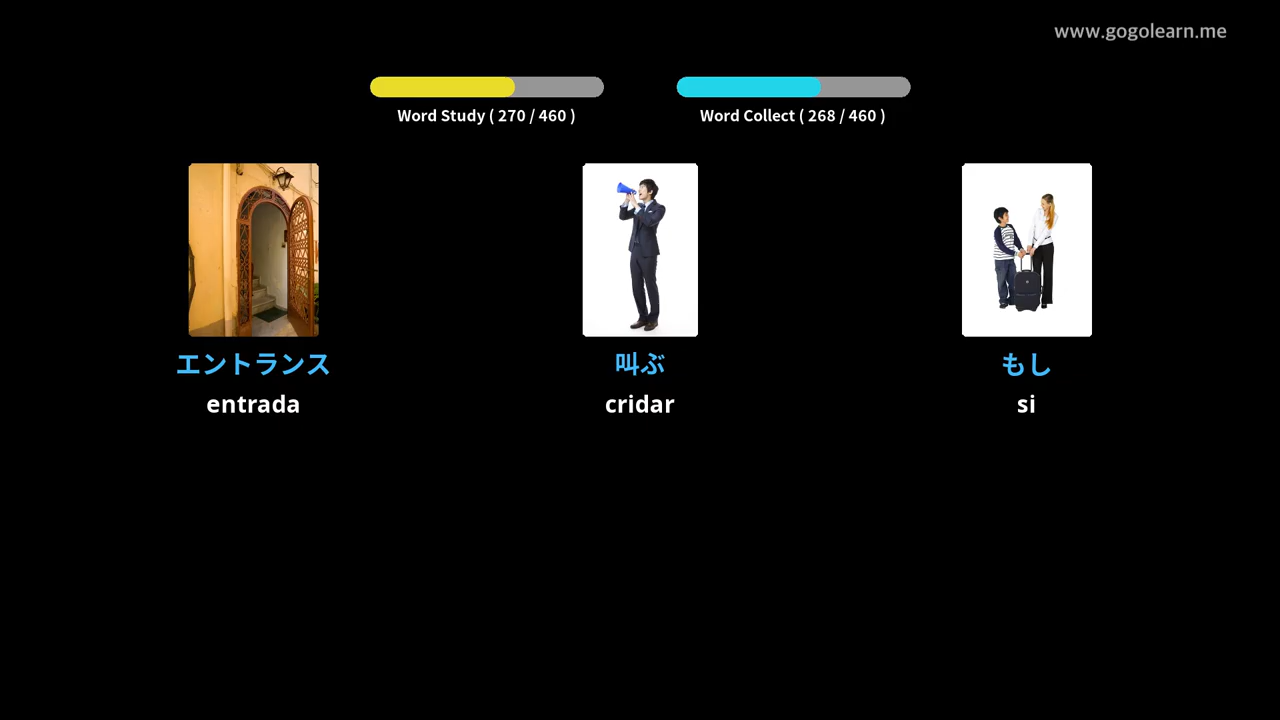 www.gogolearn.me
Word Study ( 270 / 460 )
Word Collect ( 268 / 460 )
エントランス
叫ぶ
もし
entrada
cridar
si